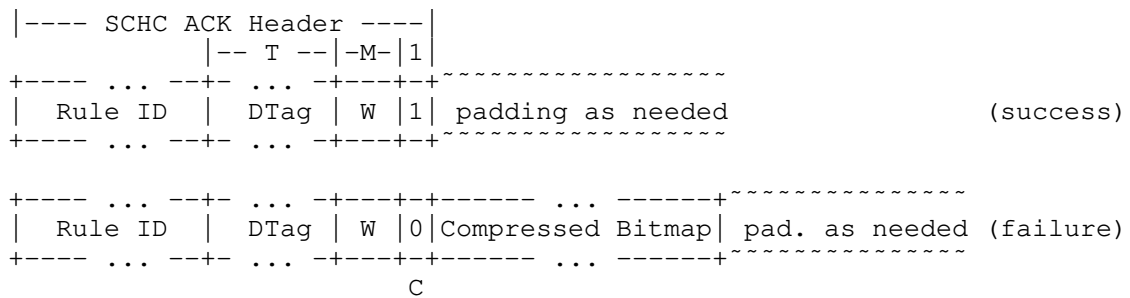 |---- SCHC ACK Header ----|
            |-- T --|-M-|1|
+---- ... --+- ... -+---+-+~~~~~~~~~~~~~~~~~~
|  Rule ID  |  DTag | W |1| padding as needed                (success)
+---- ... --+- ... -+---+-+~~~~~~~~~~~~~~~~~~
+---- ... --+- ... -+---+-+------ ... ------+~~~~~~~~~~~~~~~
|  Rule ID  |  DTag | W |0|Compressed Bitmap| pad. as needed (failure)
+---- ... --+- ... -+---+-+------ ... ------+~~~~~~~~~~~~~~~
                         C